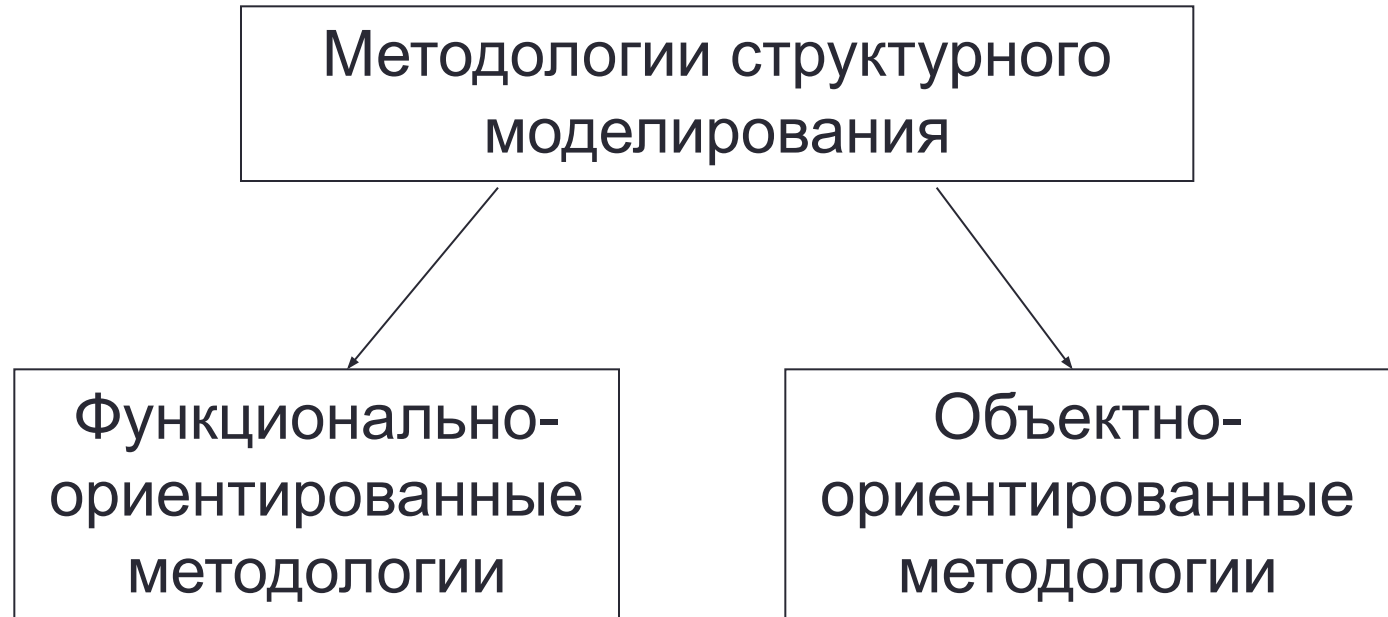 Методологии структурного
моделирования
Функционально-
ориентированные
методологии
Объектно-
ориентированные
методологии